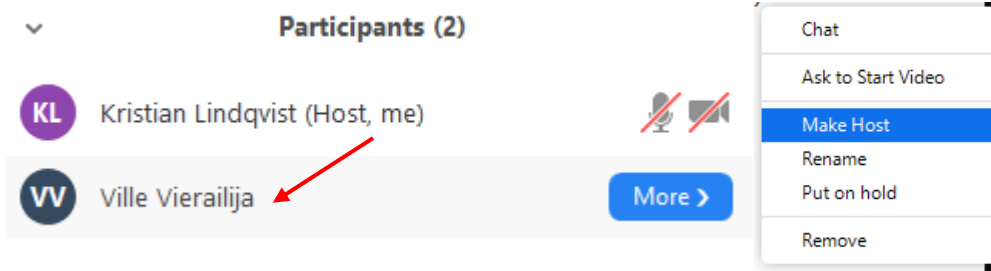 Participants (2)
KL Kristian Lindqvist (Host, me)
VV Ville Vierailija More
Chat
Ask to Start Video
Make Host
Rename
Put on hold
Remove